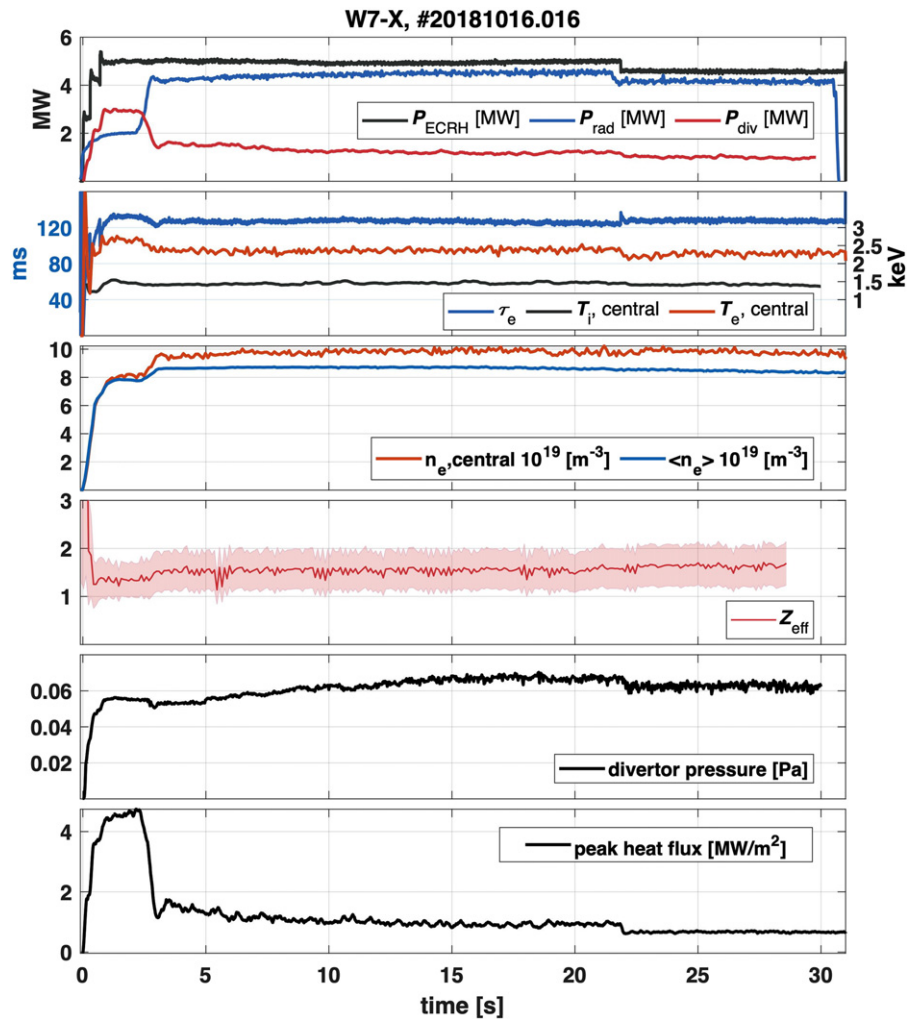 W7-X, #20181016.016
6
4
2
MW
P_ECRH [MW] P_rad [MW] P_div [MW]
120
80
40
ms
3
2.5
2
1.5
1
keV
τ_e T_i, central T_e, central
10
8
6
4
2
n_e,central 10^19 [m^-3] <n_e> 10^19 [m^-3]
3
2
1
Z_eff
0.06
0.04
0.02
divertor pressure [Pa]
4
2
0
peak heat flux [MW/m^2]
0 5 10 15 20 25 30
time [s]